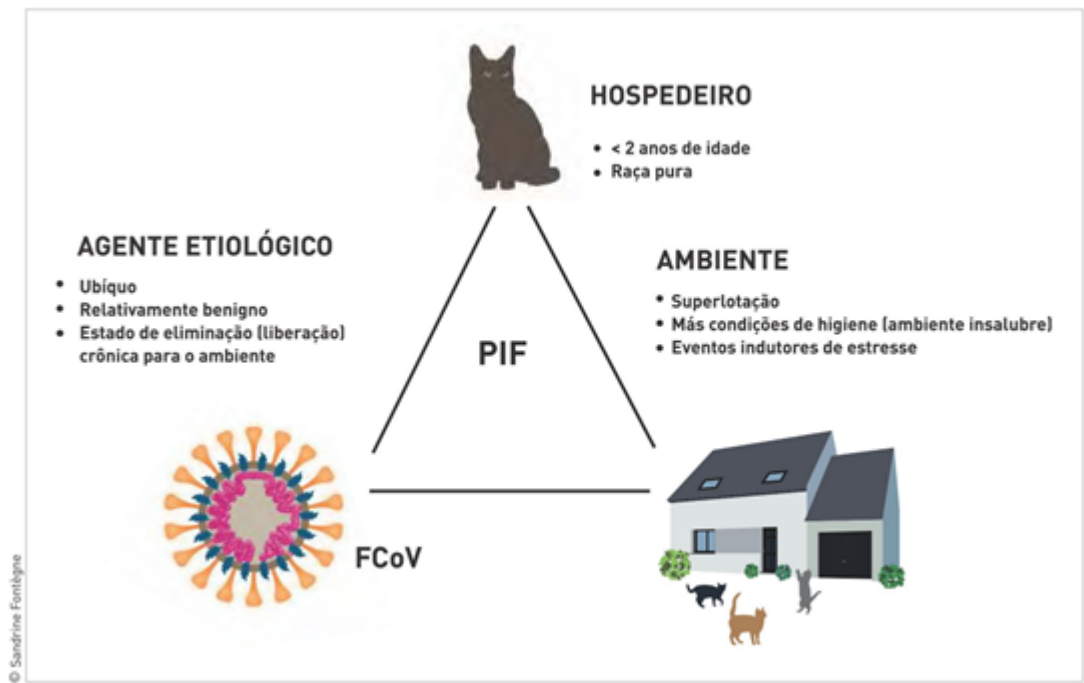 HOSPEDEIRO
• < 2 anos de idade
• Raça pura
AGENTE ETIOLÓGICO
• Ubíquo
• Relativamente benigno
• Estado de eliminação (liberação)
crônica para o ambiente
AMBIENTE
• Superlotação
• Más condições de higiene (ambiente insalubre)
• Eventos indutores de estresse
PIF
FCoV
© Sandrine Fontègne